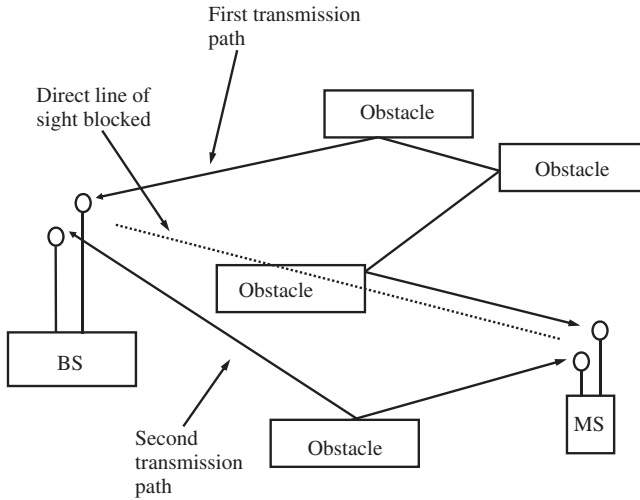 First transmission
path
Direct line of
sight blocked
Obstacle
Obstacle
Obstacle
BS
MS
Obstacle
Second
transmission
path